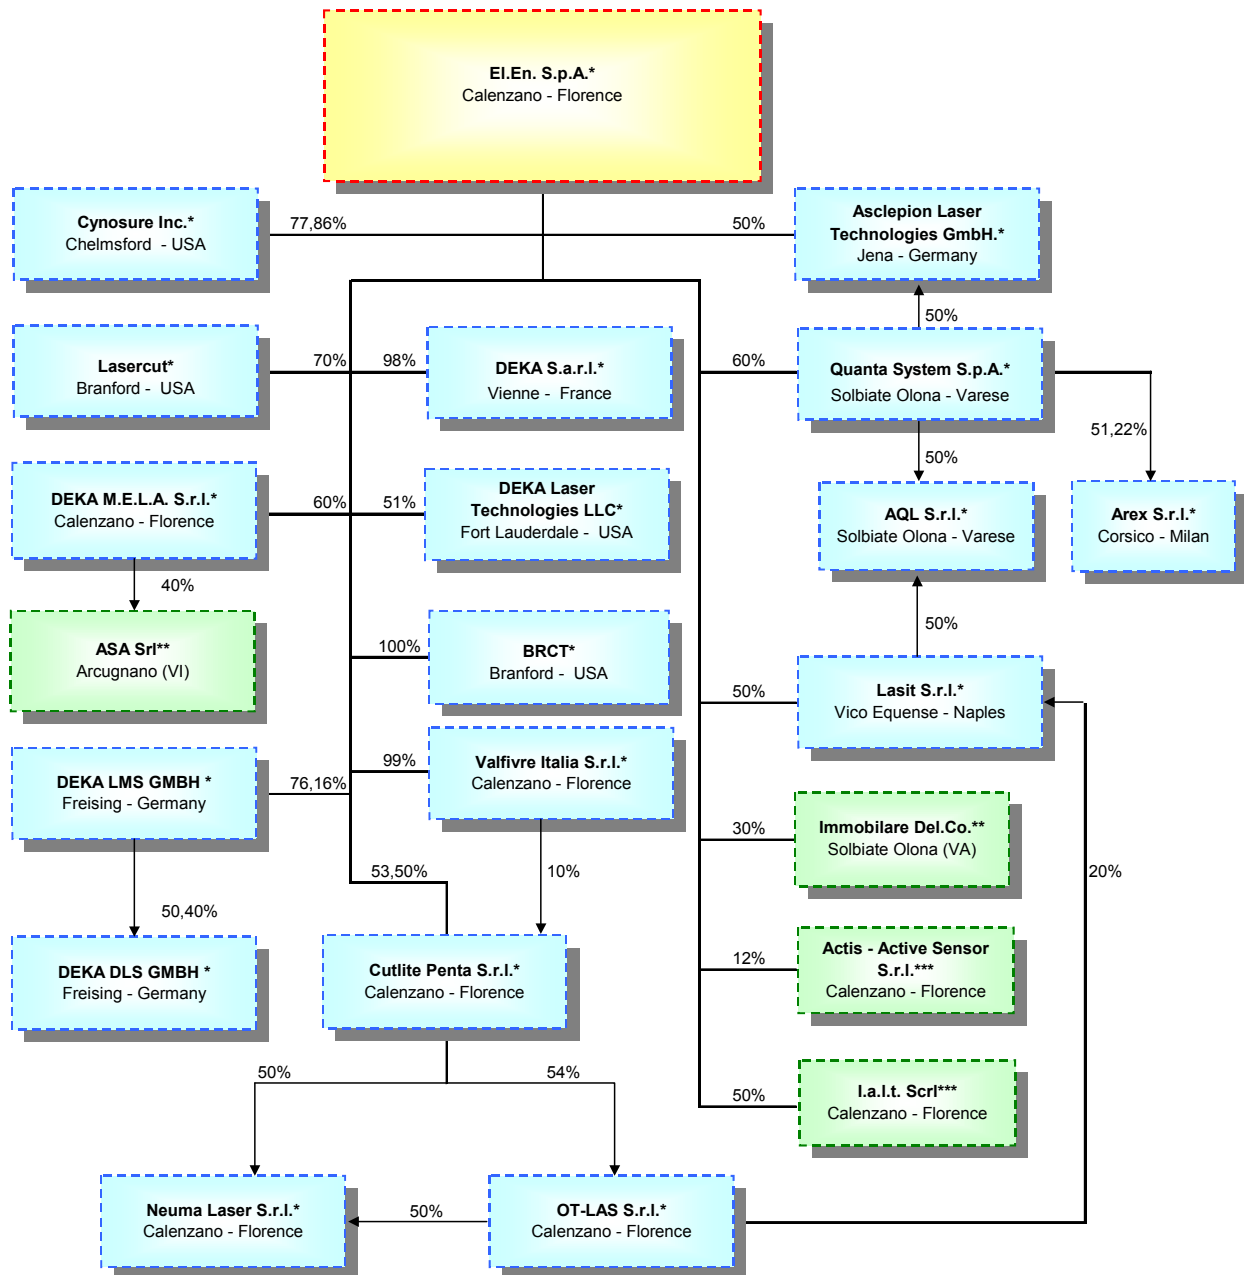 El.En. S.p.A.*
Calenzano - Florence
Cynosure Inc.*
Chelmsford - USA
77,86%
50%
Asclepion Laser
Technologies GmbH.*
Jena - Germany
50%
Lasercut*
Branford - USA
70%
98%
DEKA S.a.r.l.*
Vienne - France
60%
Quanta System S.p.A.*
Solbiate Olona - Varese
51,22%
50%
DEKA M.E.L.A. S.r.l.*
Calenzano - Florence
60%
51%
DEKA Laser
Technologies LLC*
Fort Lauderdale - USA
AQL S.r.l.*
Solbiate Olona - Varese
Arex S.r.l.*
Corsico - Milan
40%
ASA Srl**
Arcugnano (VI)
100%
BRCT*
Branford - USA
50%
50%
Lasit S.r.l.*
Vico Equense - Naples
DEKA LMS GMBH *
Freising - Germany
76,16%
99%
Valfivre Italia S.r.l.*
Calenzano - Florence
30%
Immobilare Del.Co.**
Solbiate Olona (VA)
20%
53,50%
10%
50,40%
DEKA DLS GMBH *
Freising - Germany
Cutlite Penta S.r.l.*
Calenzano - Florence
12%
Actis - Active Sensor
S.r.l.***
Calenzano - Florence
50%
54%
50%
I.a.l.t. Scrl***
Calenzano - Florence
Neuma Laser S.r.l.*
Calenzano - Florence
50%
OT-LAS S.r.l.*
Calenzano - Florence